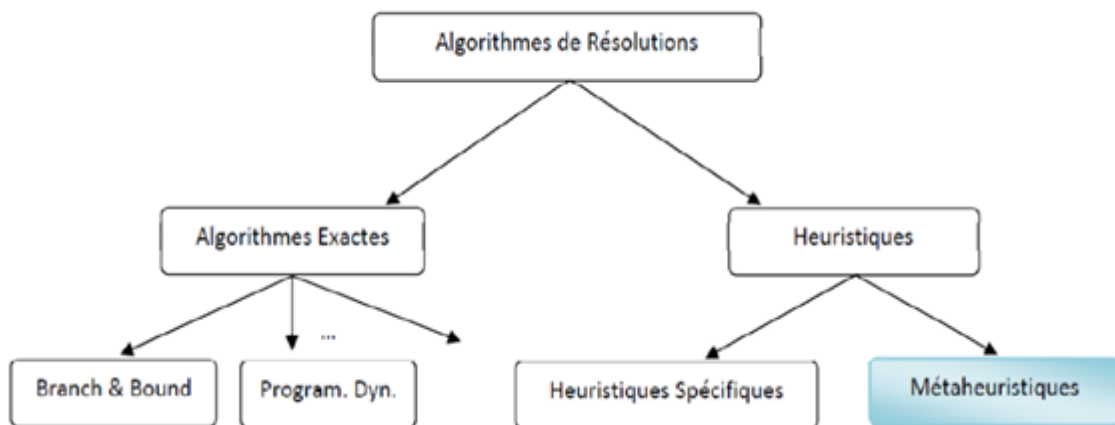 Algorithmes de Résolutions
Algorithmes Exactes
Heuristiques
...
Branch & Bound
Program. Dyn.
Heuristiques Spécifiques
Métaheuristiques